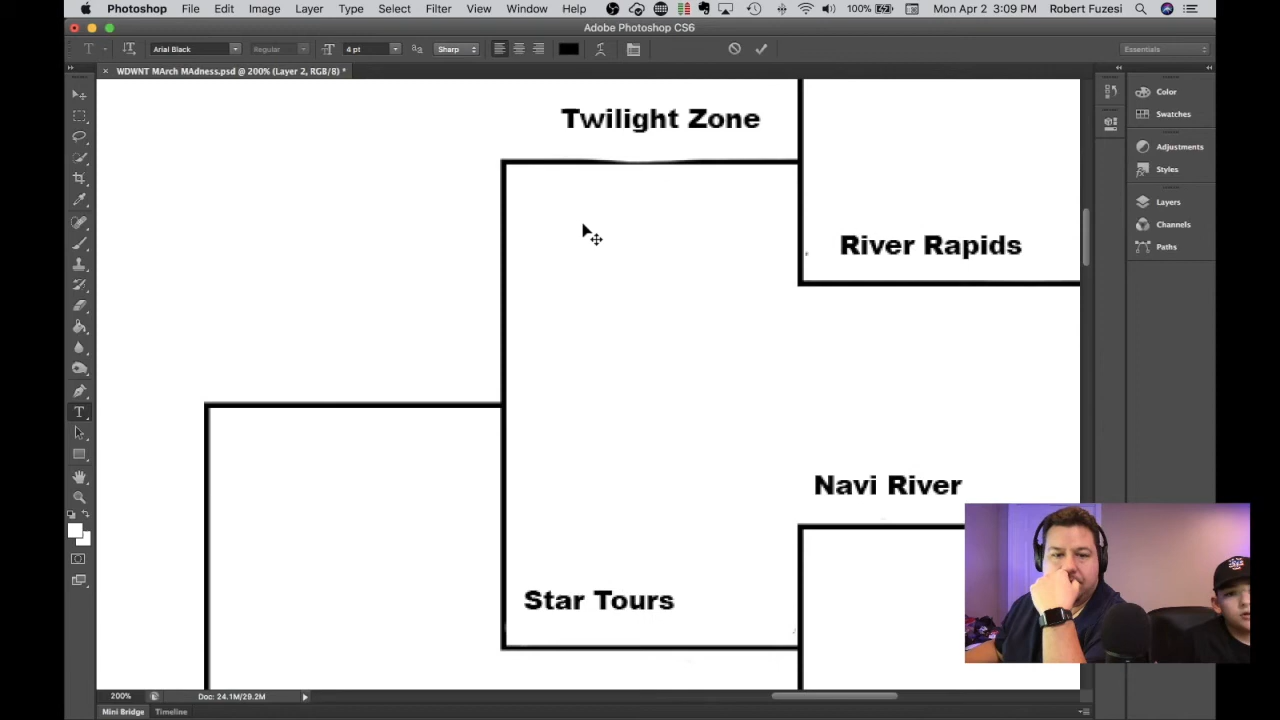 Photoshop File Edit Image Layer Type Select Filter View Window Help 100% Mon Apr 2 3:09 PM Robert Fuzesi
Adobe Photoshop CS6
T Arial Black Regular 4 pt Sharp Essentials
WDWNT MArch MAdness.psd @ 200% (Layer 2, RGB/8) *
Color
Swatches
Adjustments
Styles
Layers
Channels
Paths
Twilight Zone
River Rapids
Navi River
Star Tours
200% Doc: 24.1M/29.2M
Mini Bridge Timeline